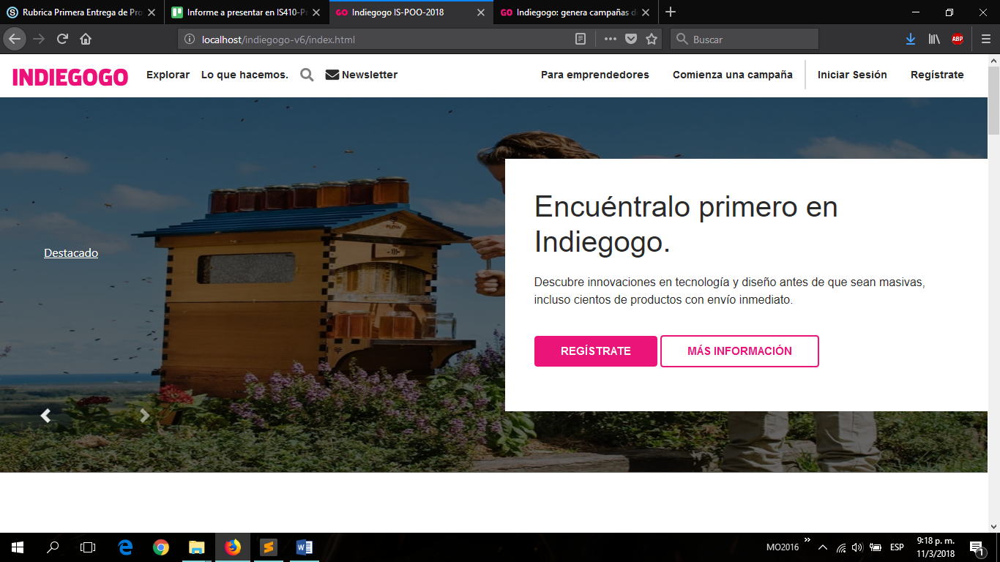 Rubrica Primera Entrega de Pro
Informe a presentar en IS410-P
Indiegogo IS-POO-2018
Indiegogo: genera campañas d
localhost/indiegogo-v6/index.html
Buscar
ABP
INDIEGOGO
Explorar
Lo que hacemos.
Newsletter
Para emprendedores
Comienza una campaña
Iniciar Sesión
Regístrate
FLOW
Destacado
Encuéntralo primero en
Indiegogo.
Descubre innovaciones en tecnología y diseño antes de que sean masivas,
incluso cientos de productos con envío inmediato.
REGÍSTRATE
MÁS INFORMACIÓN
MO2016
ESP
9:18 p. m.
11/3/2018
1